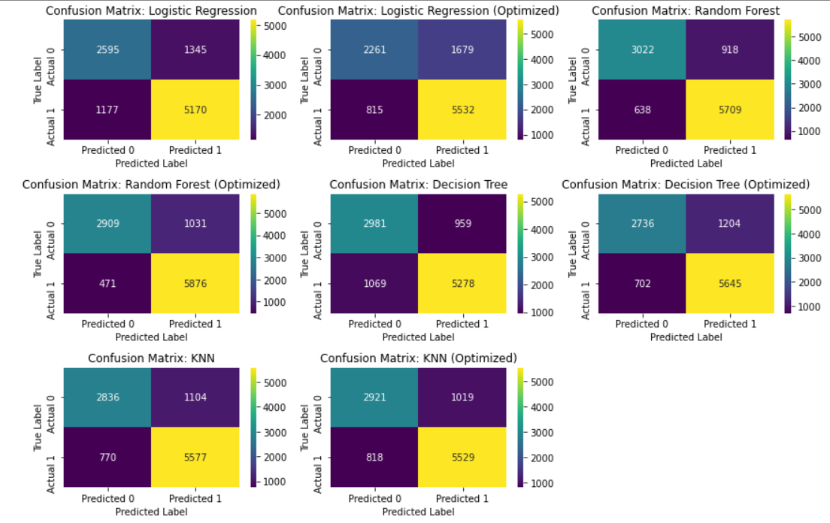 Confusion Matrix: Logistic Regression
True Label
Actual 0
Actual 1
2595 1345
1177 5170
Predicted 0 Predicted 1
Predicted Label
5000
4000
3000
2000
Confusion Matrix: Logistic Regression (Optimized)
True Label
Actual 0
Actual 1
2261 1679
815 5532
Predicted 0 Predicted 1
Predicted Label
5000
4000
3000
2000
1000
Confusion Matrix: Random Forest
True Label
Actual 0
Actual 1
3022 918
638 5709
Predicted 0 Predicted 1
Predicted Label
5000
4000
3000
2000
1000
Confusion Matrix: Random Forest (Optimized)
True Label
Actual 0
Actual 1
2909 1031
471 5876
Predicted 0 Predicted 1
Predicted Label
5000
4000
3000
2000
1000
Confusion Matrix: Decision Tree
True Label
Actual 0
Actual 1
2981 959
1069 5278
Predicted 0 Predicted 1
Predicted Label
5000
4000
3000
2000
1000
Confusion Matrix: Decision Tree (Optimized)
True Label
Actual 0
Actual 1
2736 1204
702 5645
Predicted 0 Predicted 1
Predicted Label
5000
4000
3000
2000
1000
Confusion Matrix: KNN
True Label
Actual 0
Actual 1
2836 1104
770 5577
Predicted 0 Predicted 1
Predicted Label
5000
4000
3000
2000
1000
Confusion Matrix: KNN (Optimized)
True Label
Actual 0
Actual 1
2921 1019
818 5529
Predicted 0 Predicted 1
Predicted Label
5000
4000
3000
2000
1000